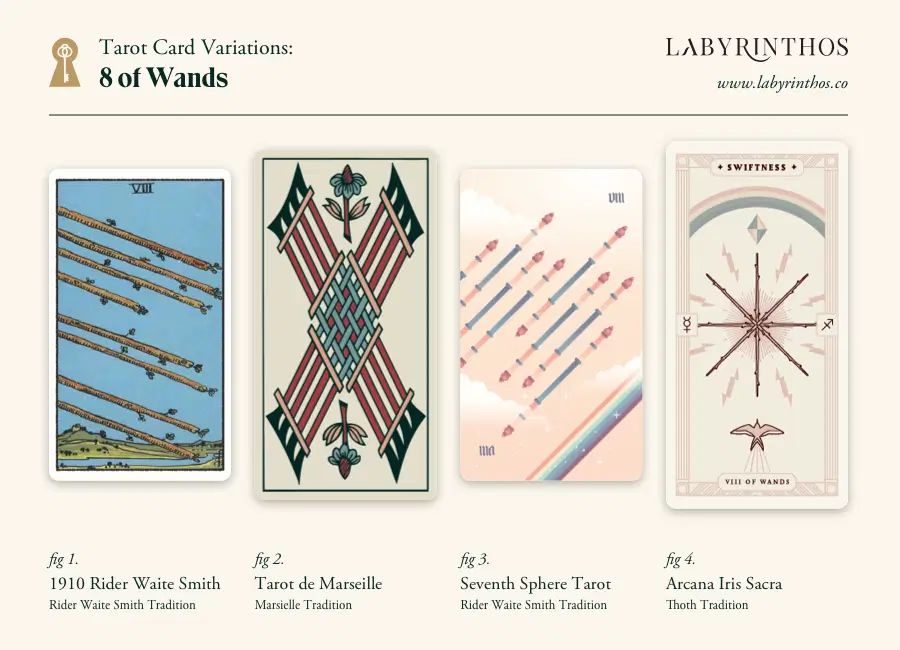 Tarot Card Variations:
8 of Wands
LABYRINTHOS
www.labyrinthos.co
VIII
VIII
VIII
SWIFTNESS
VIII OF WANDS
fig 1.
1910 Rider Waite Smith
Rider Waite Smith Tradition
fig 2.
Tarot de Marseille
Marsielle Tradition
fig 3.
Seventh Sphere Tarot
Rider Waite Smith Tradition
fig 4.
Arcana Iris Sacra
Thoth Tradition